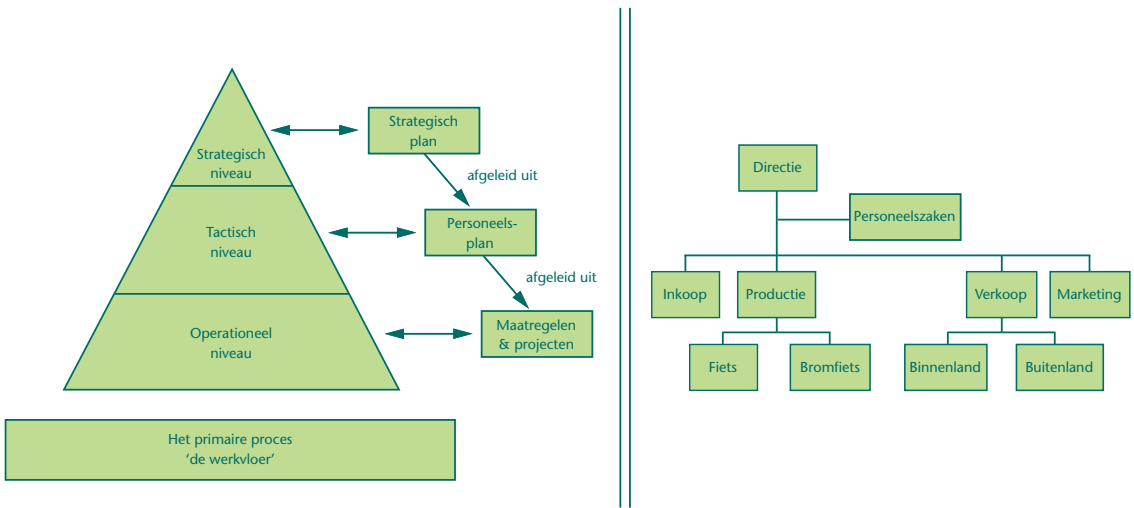 Strategisch
niveau
Tactisch
niveau
Operationeel
niveau
Strategisch
plan
afgeleid uit
Personeels-
plan
afgeleid uit
Maatregelen
& projecten
Het primaire proces
‘de werkvloer’
Directie
Personeelszaken
Inkoop
Productie
Verkoop
Marketing
Fiets
Bromfiets
Binnenland
Buitenland